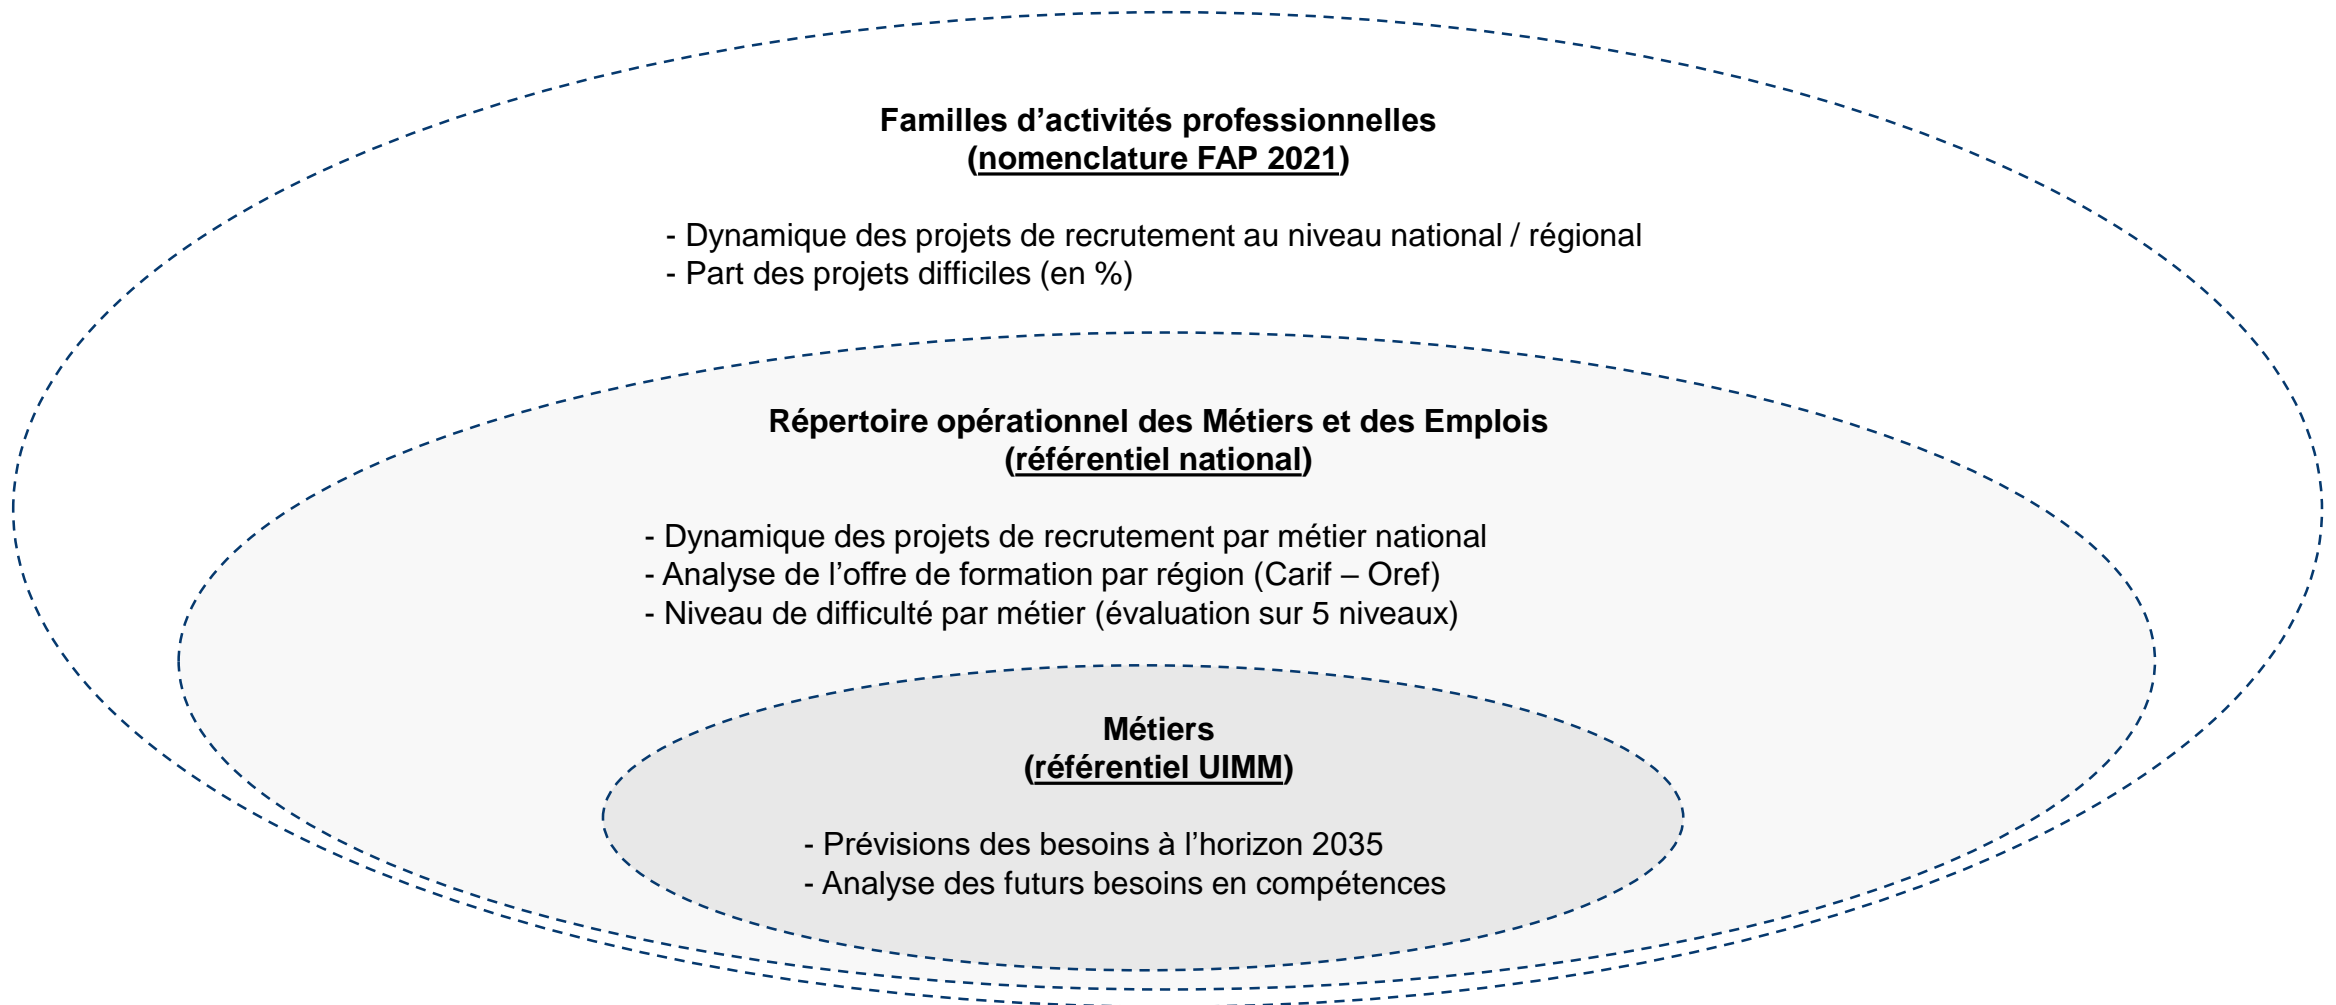 Familles d’activités professionnelles
(nomenclature FAP 2021)
- Dynamique des projets de recrutement au niveau national / régional
- Part des projets difficiles (en %)
Répertoire opérationnel des Métiers et des Emplois
(référentiel national)
- Dynamique des projets de recrutement par métier national
- Analyse de l’offre de formation par région (Carif – Oref)
- Niveau de difficulté par métier (évaluation sur 5 niveaux)
Métiers
(référentiel UIMM)
- Prévisions des besoins à l’horizon 2035
- Analyse des futurs besoins en compétences